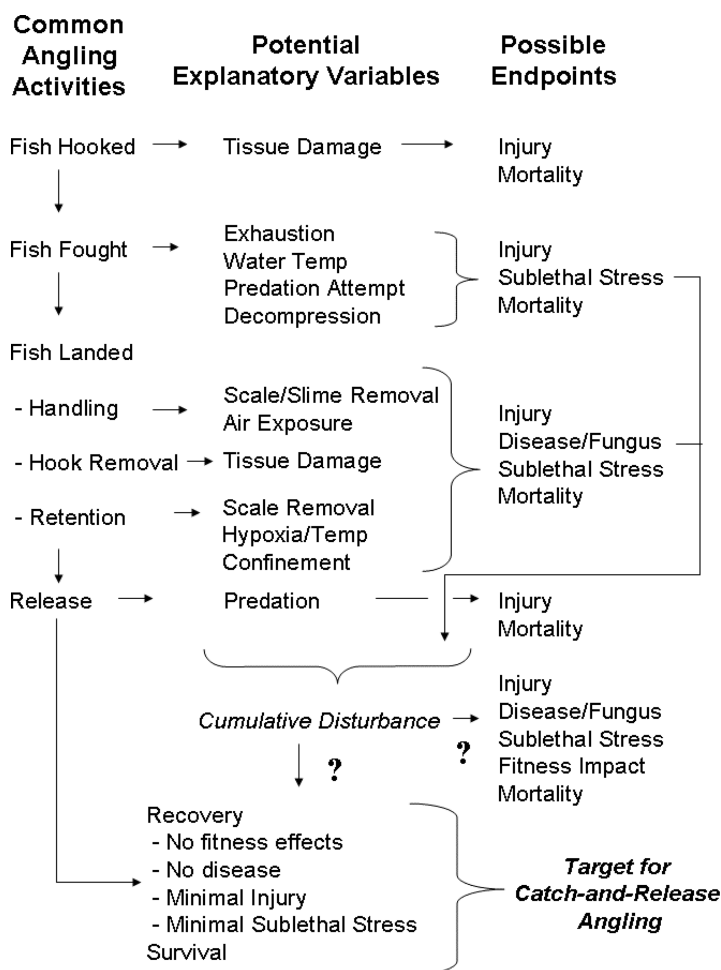 Common
Angling
Activities
Potential
Explanatory Variables
Possible
Endpoints
Fish Hooked
Tissue Damage
Injury
Mortality
Fish Fought
Exhaustion
Water Temp
Predation Attempt
Decompression
Injury
Sublethal Stress
Mortality
Fish Landed
- Handling
Scale/Slime Removal
Air Exposure
- Hook Removal
Tissue Damage
- Retention
Scale Removal
Hypoxia/Temp
Confinement
Injury
Disease/Fungus
Sublethal Stress
Mortality
Release
Predation
Injury
Mortality
Cumulative Disturbance
?
?
Injury
Disease/Fungus
Sublethal Stress
Fitness Impact
Mortality
Recovery
- No fitness effects
- No disease
- Minimal Injury
- Minimal Sublethal Stress
Survival
Target for
Catch-and-Release
Angling